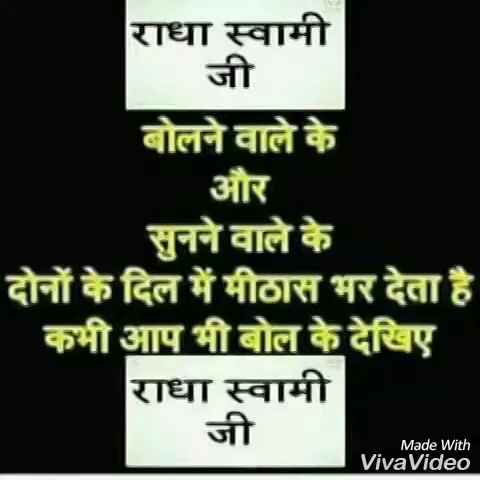 राधा स्वामी
जी
बोलने वाले के
और
सुनने वाले के
दोनों के दिल में मीठास भर देता है
कभी आप भी बोल के देखिए
राधा स्वामी
जी
Made With
VivaVideo